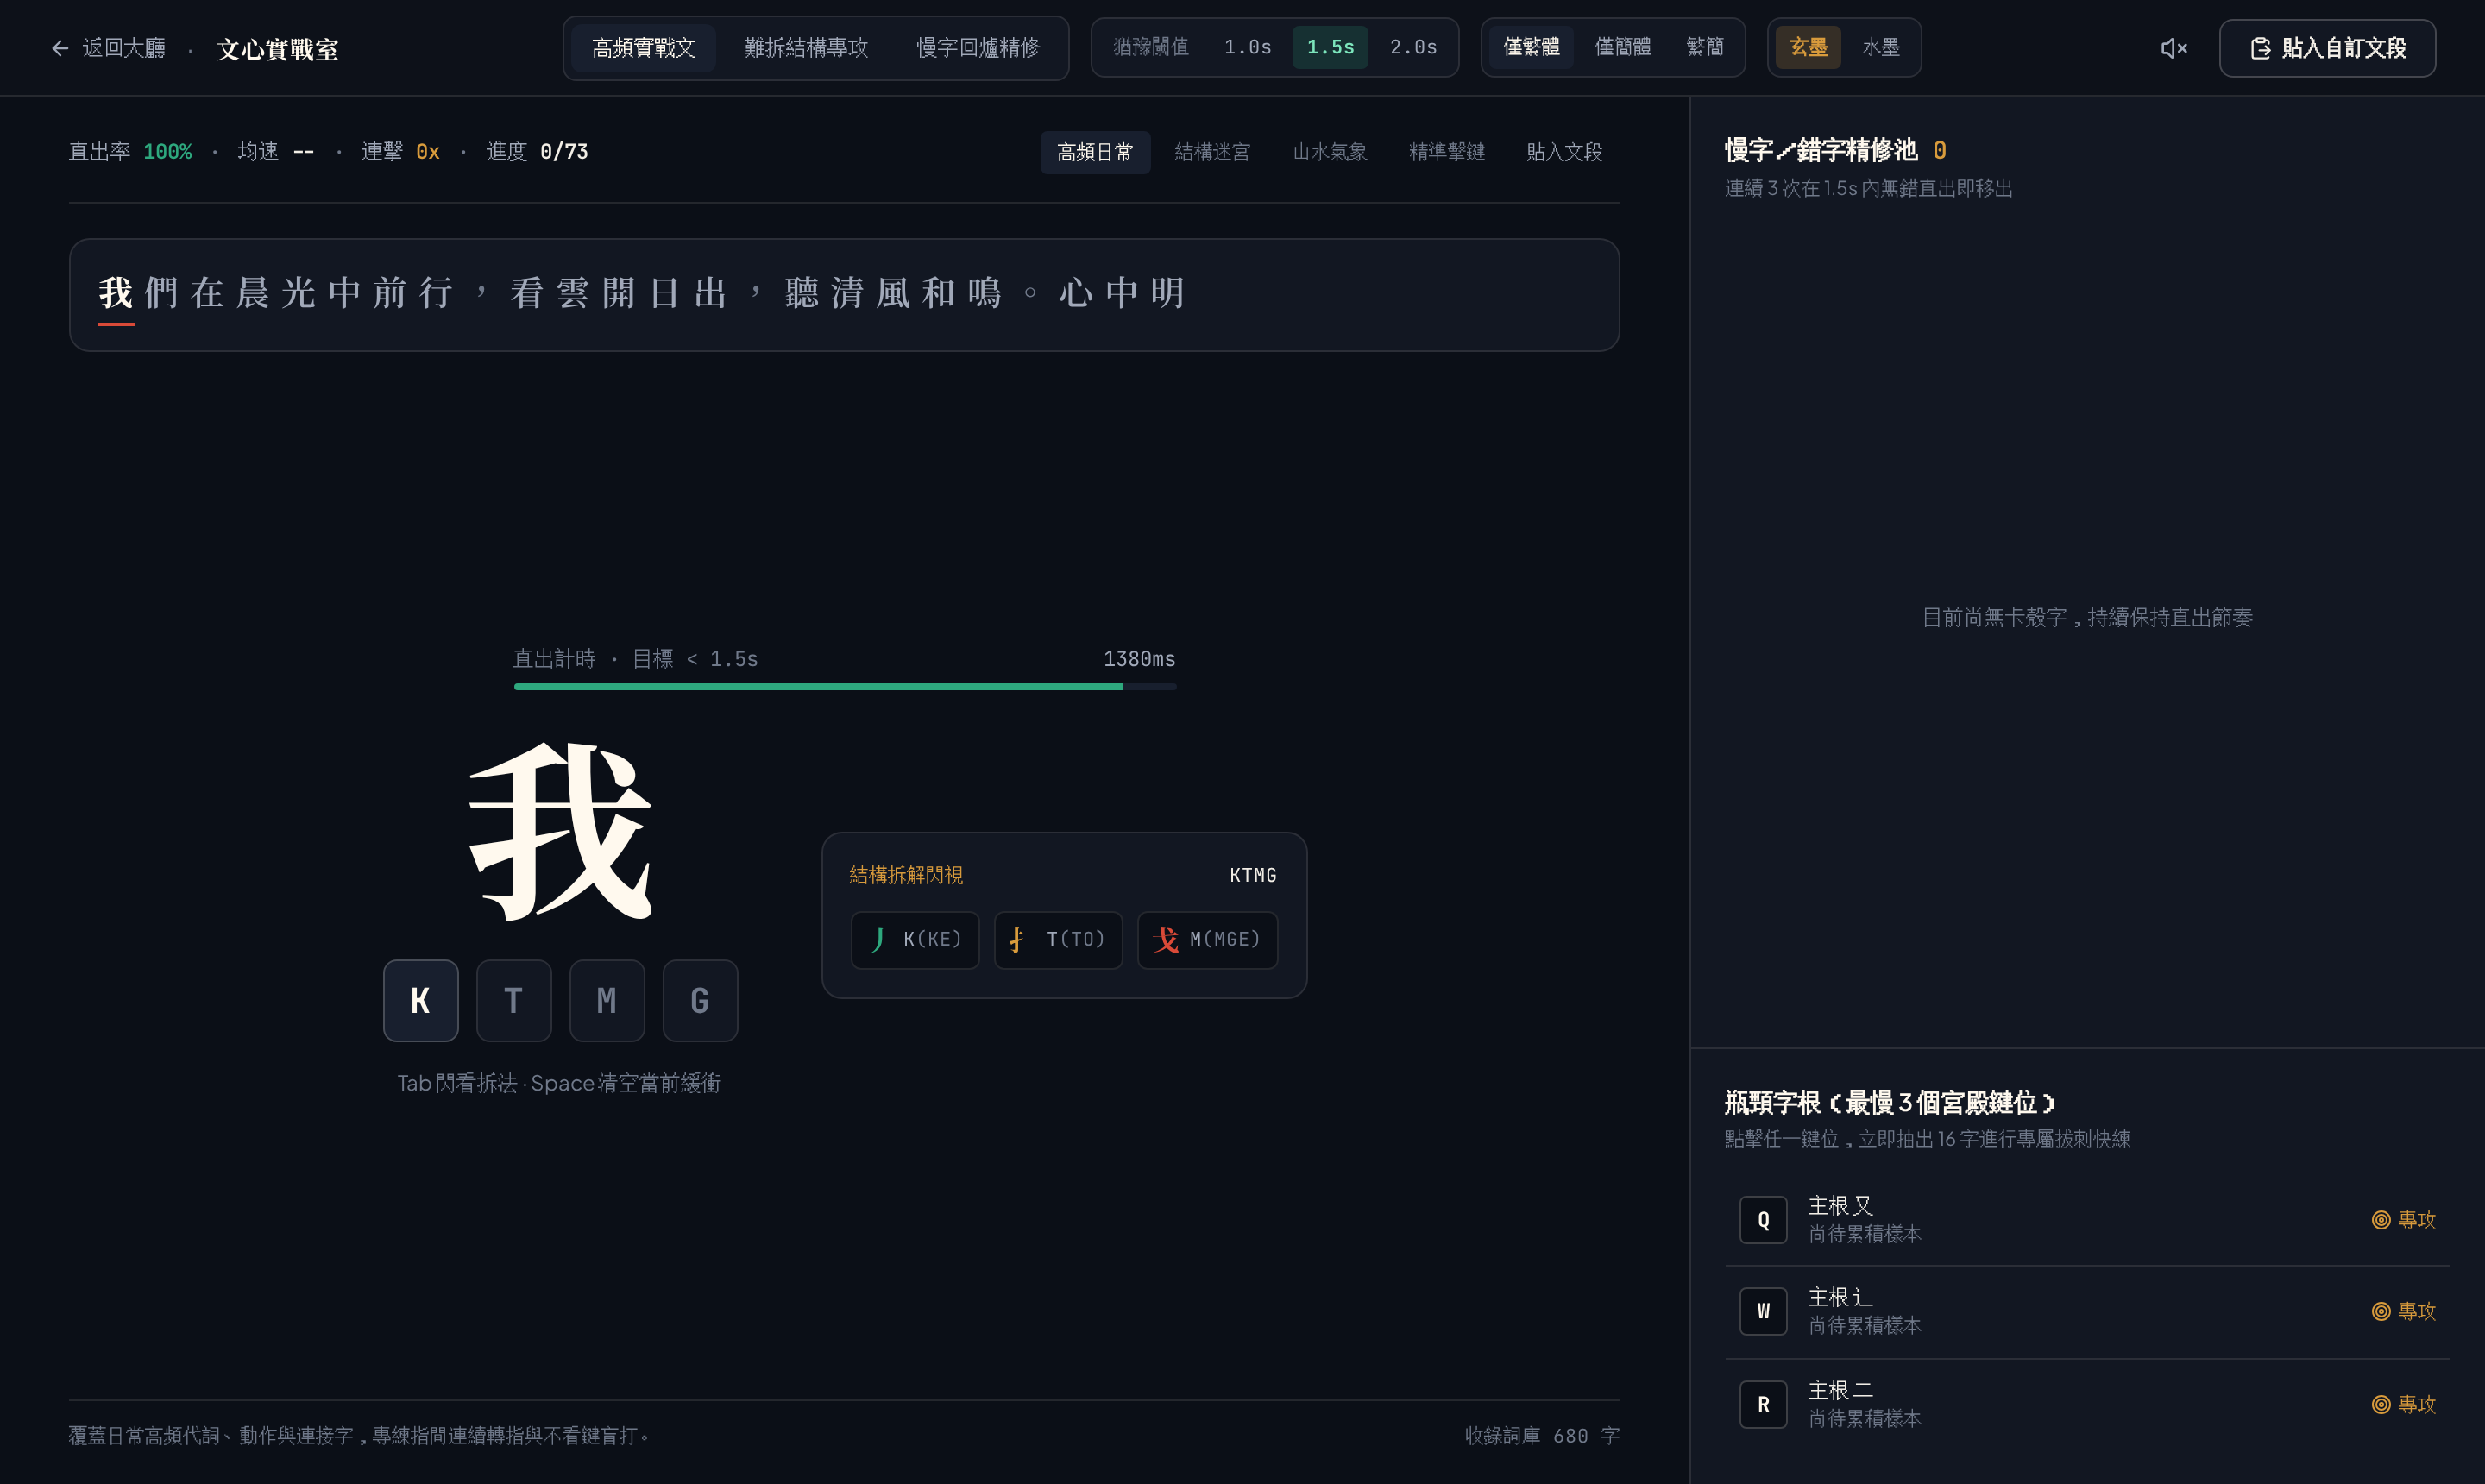 返回大廳 · 文心實戰室
高頻實戰文 難拆結構專攻 慢字回爐精修
猶豫閾值 1.0s 1.5s 2.0s
僅繁體 僅簡體 繁簡
玄墨 水墨
貼入自訂文段
直出率 100% · 均速 -- · 連擊 0x · 進度 0/73
高頻日常 結構迷宮 山水氣象 精準擊鍵 貼入文段
我們在晨光中前行，看雲開日出，聽清風和鳴。心中明
直出計時 · 目標 < 1.5s 1380ms
我
K T M G
Tab 閃看拆法 · Space 清空當前緩衝
結構拆解閃視 KTMG
丿 K(KE) 扌 T(TO) 戈 M(MGE)
覆蓋日常高頻代詞、動作與連接字，專練指間連續轉指與不看鍵盲打。
收錄詞庫 680 字
慢字／錯字精修池 0
連續 3 次在 1.5s 內無錯直出即移出
目前尚無卡殼字，持續保持直出節奏
瓶頸字根（最慢 3 個宮殿鍵位）
點擊任一鍵位，立即抽出 16 字進行專屬拔刺快練
Q 主根 又 專攻
尚待累積樣本
W 主根 辶 專攻
尚待累積樣本
R 主根 二 專攻
尚待累積樣本